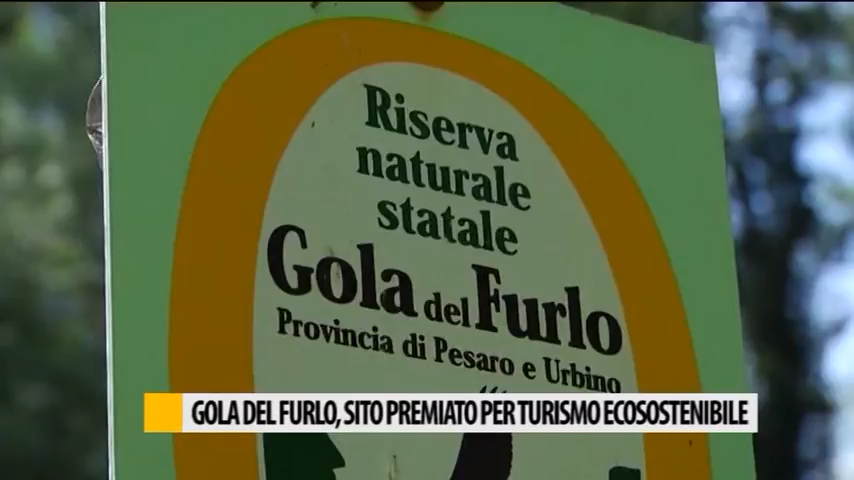 Riserva
naturale
statale
Gola del Furlo
Provincia di Pesaro e Urbino
GOLA DEL FURLO, SITO PREMIATO PER TURISMO ECOSOSTENIBILE